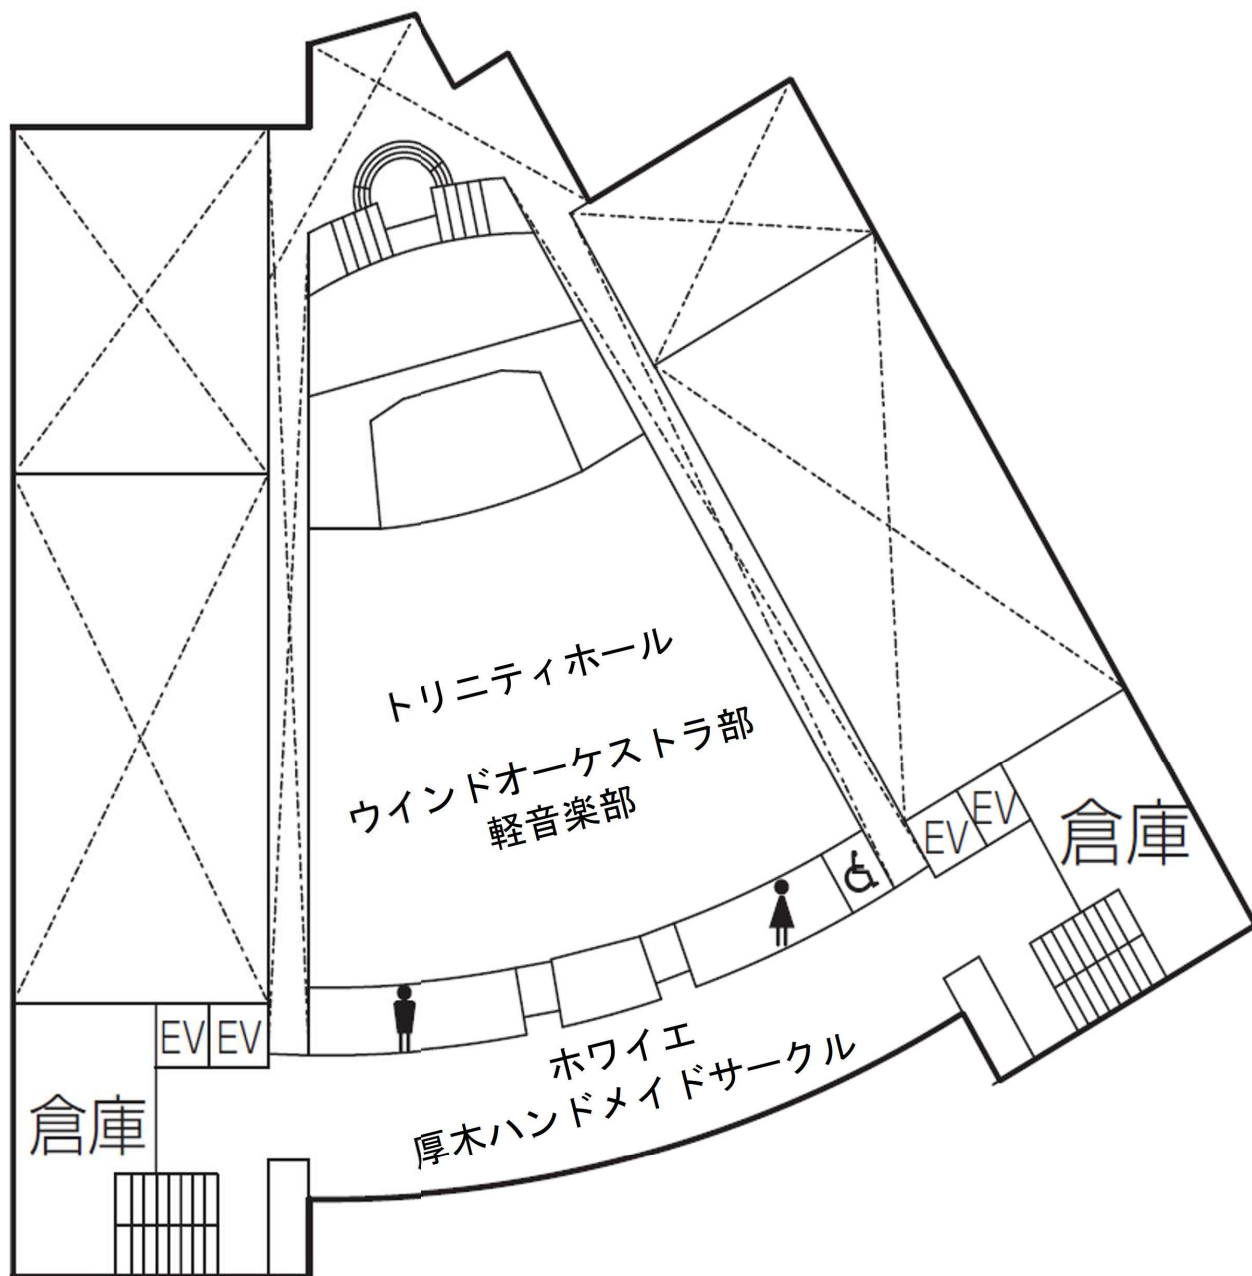 トリニティホール
ウインドオーケストラ部
軽音楽部
EV
EV
倉庫
EV EV
ホワイエ
厚木ハンドメイドサークル
倉庫